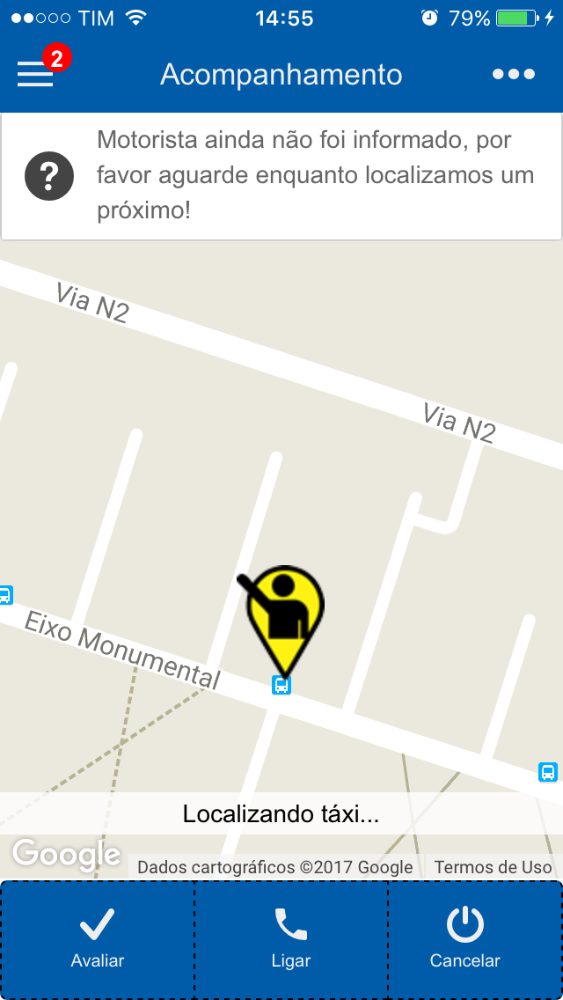 TIM 14:55 79%
2
Acompanhamento
Motorista ainda não foi informado, por
favor aguarde enquanto localizamos um
próximo!
?
Via N2
Via N2
Eixo Monumental
Localizando táxi...
Google
Dados cartográficos ©2017 Google
Termos de Uso
Avaliar
Ligar
Cancelar